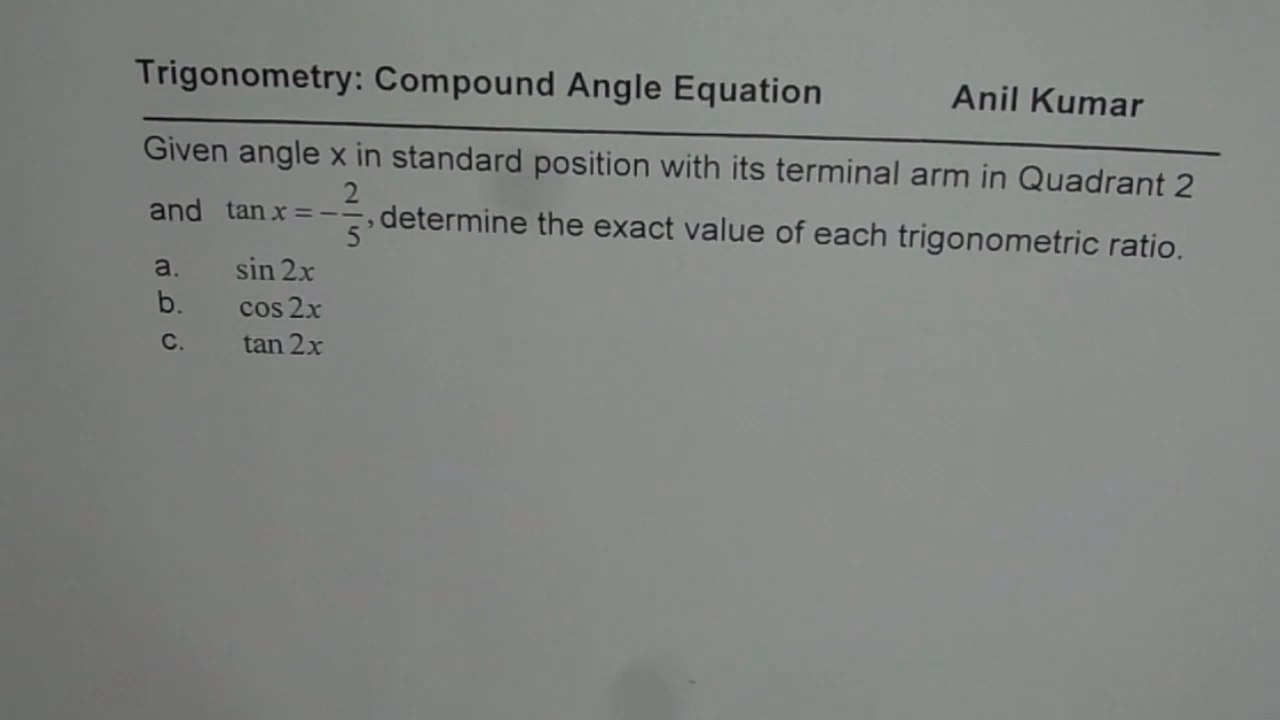 Trigonometry: Compound Angle Equation Anil Kumar
Given angle x in standard position with its terminal arm in Quadrant 2
and tan x = −2/5, determine the exact value of each trigonometric ratio.
a. sin 2x
b. cos 2x
c. tan 2x